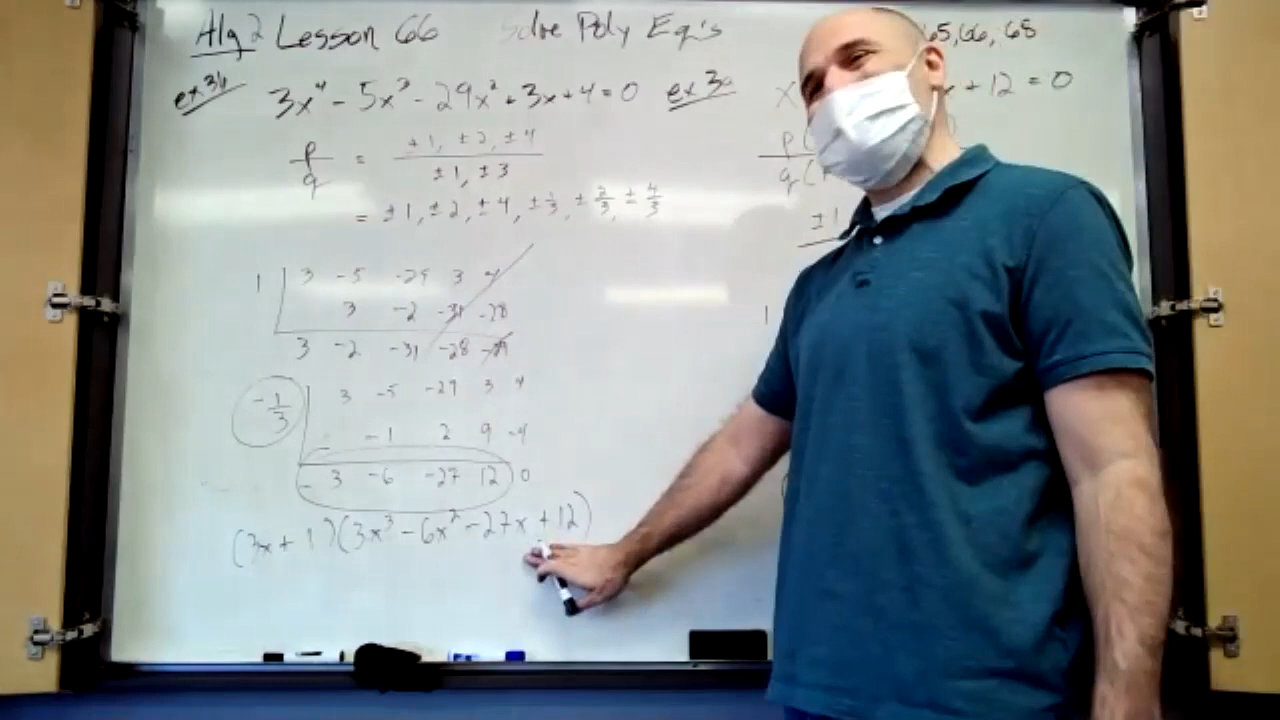 Alg 2 Lesson 66 Solve Poly Eq's 65, 66, 68
ex 3b 3x⁴ - 5x³ - 29x² + 3x + 4 = 0 ex 3a x + 12 = 0
p/q = ±1, ±2, ±4 / ±1, ±3
= ±1, ±2, ±4, ±1/3, ±2/3, ±4/3
±1
1 | 3 -5 -29 3 4
3 -2 -31 -28
3 -2 -31 -28
1
-1/3 | 3 -5 -29 3 4
-1 2 9 -4
3 -6 -27 12 0
(3x + 1)(3x³ - 6x² - 27x + 12)